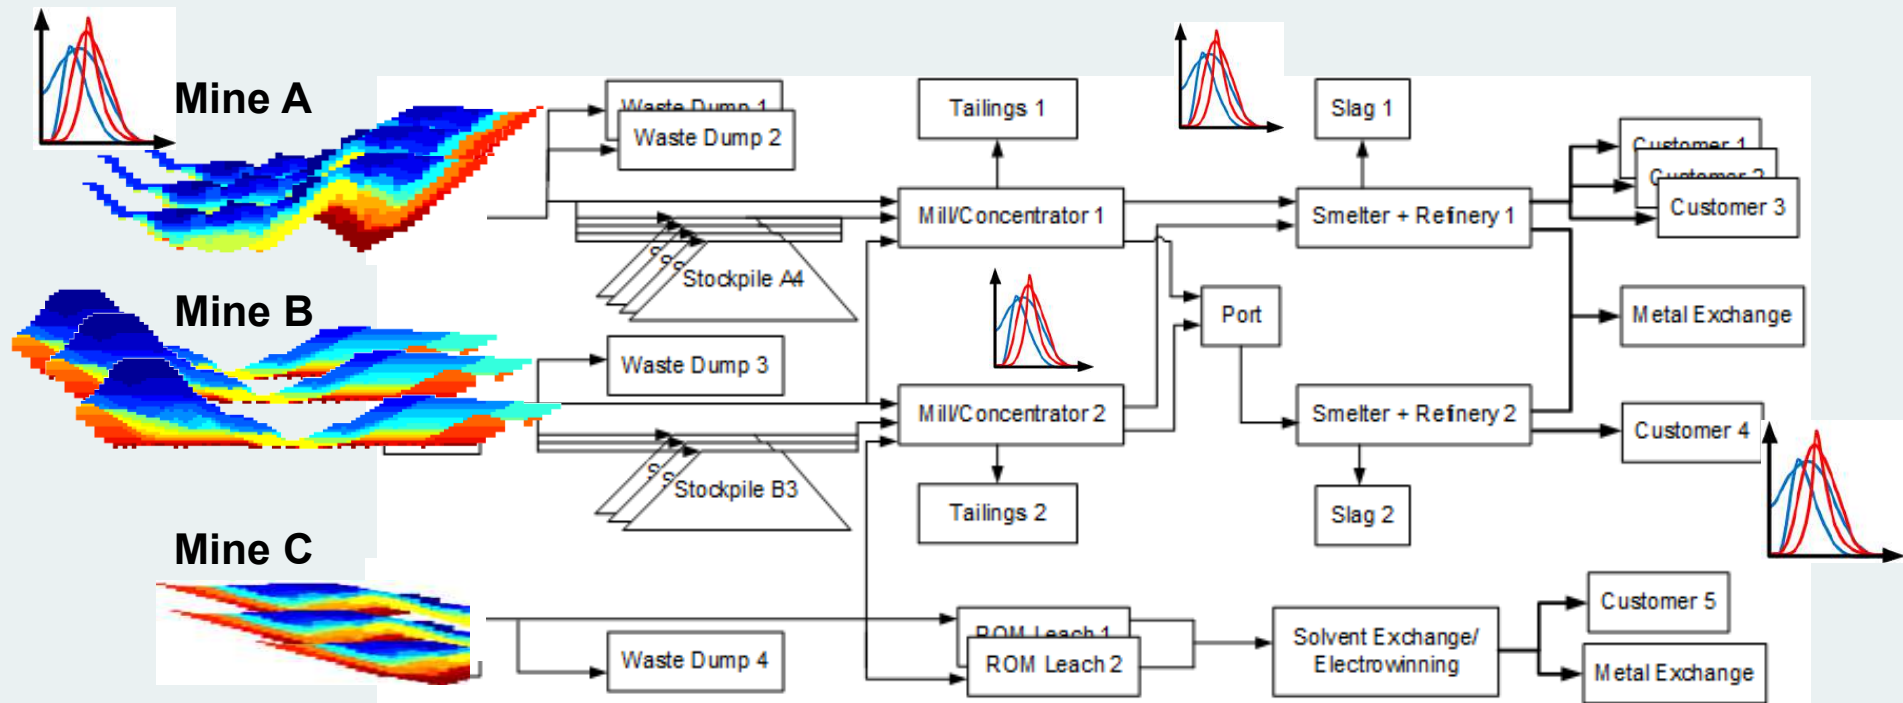 Mine A
Waste Dump 1
Waste Dump 2
Tailings 1
Slag 1
Customer 1
Customer 2
Customer 3
Mill/Concentrator 1
Smelter + Refinery 1
S
S
S
Stockpile A4
Mine B
Port
Metal Exchange
Waste Dump 3
Mill/Concentrator 2
Smelter + Refinery 2
Customer 4
S
S
Stockpile B3
Tailings 2
Slag 2
Mine C
ROM Leach 1
ROM Leach 2
Waste Dump 4
Solvent Exchange/
Electrowinning
Customer 5
Metal Exchange